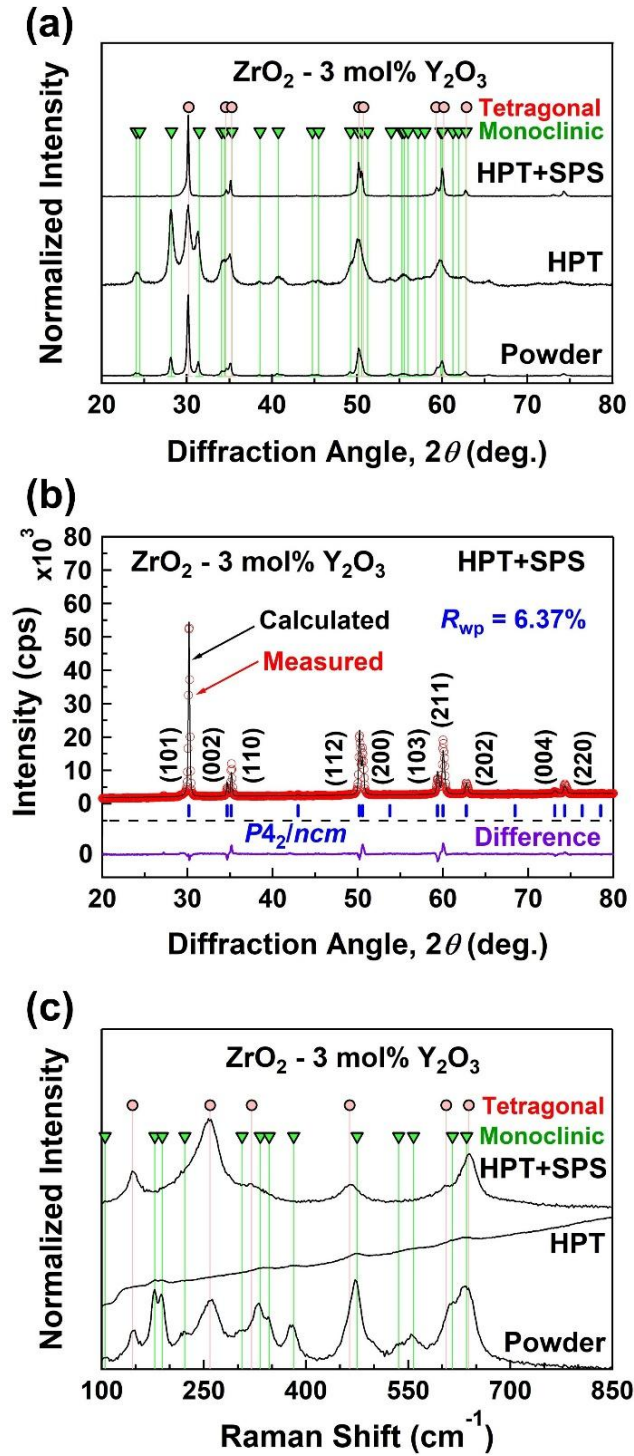 (a)
ZrO₂ - 3 mol% Y₂O₃
Tetragonal
Monoclinic
HPT+SPS
HPT
Powder
Normalized Intensity
20 30 40 50 60 70 80
Diffraction Angle, 2θ (deg.)
(b)
x10³
80
70
60
50
40
30
20
10
0
0
Intensity (cps)
ZrO₂ - 3 mol% Y₂O₃ HPT+SPS
Calculated
Rwp = 6.37%
Measured
(101) (002) (110) (112) (200) (103) (211) (202) (004) (220)
P4₂/ncm
Difference
20 30 40 50 60 70 80
Diffraction Angle, 2θ (deg.)
(c)
ZrO₂ - 3 mol% Y₂O₃
Tetragonal
Monoclinic
HPT+SPS
HPT
Powder
Normalized Intensity
100 250 400 550 700 850
Raman Shift (cm⁻¹)